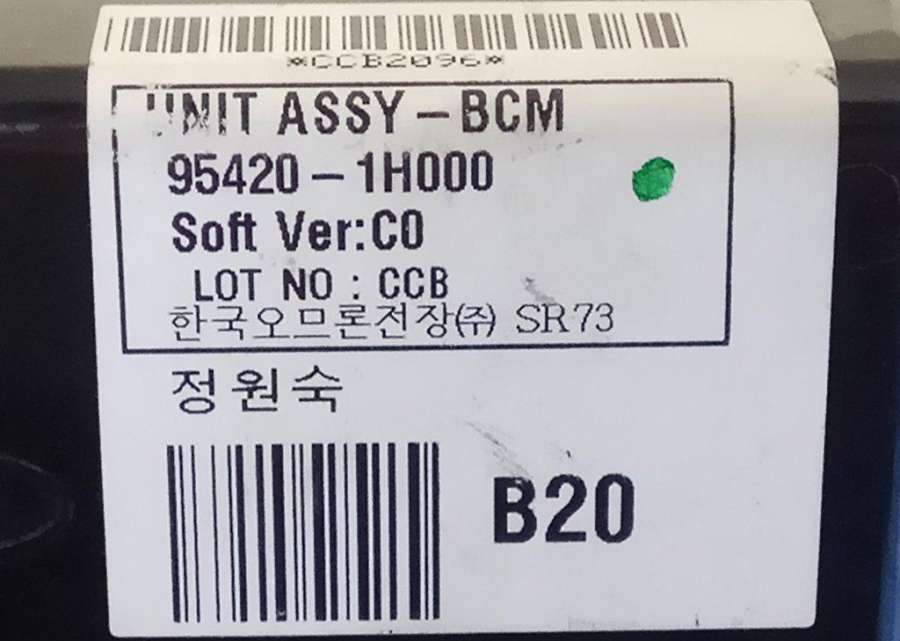 *CCB2096*
UNIT ASSY-BCM
95420-1H000
Soft Ver:C0
LOT NO : CCB
한국오므론전장㈜ SR73
정원숙
B20